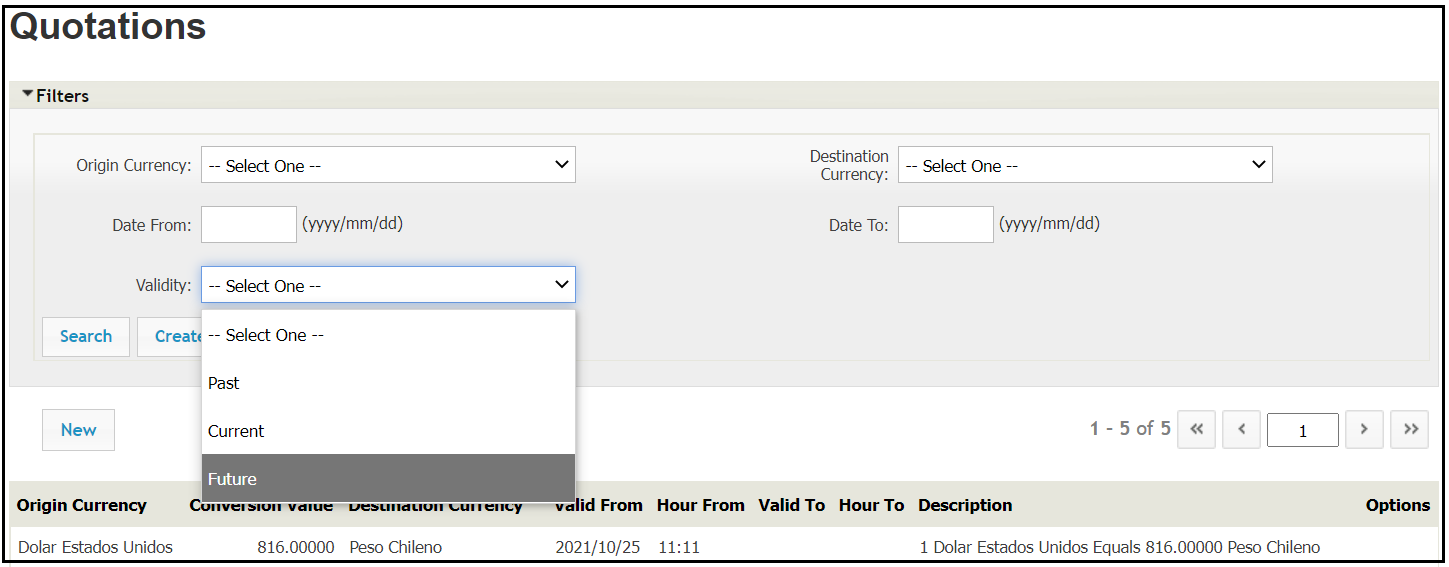 Quotations
Filters
Origin Currency: -- Select One --
Destination Currency: -- Select One --
Date From: (yyyy/mm/dd)
Date To: (yyyy/mm/dd)
Validity: -- Select One --
-- Select One --
Past
Current
Future
Search Create
New
1 - 5 of 5 « ‹ 1 › »
Origin Currency Conversion Value Destination Currency Valid From Hour From Valid To Hour To Description Options
Dolar Estados Unidos 816.00000 Peso Chileno 2021/10/25 11:11 1 Dolar Estados Unidos Equals 816.00000 Peso Chileno